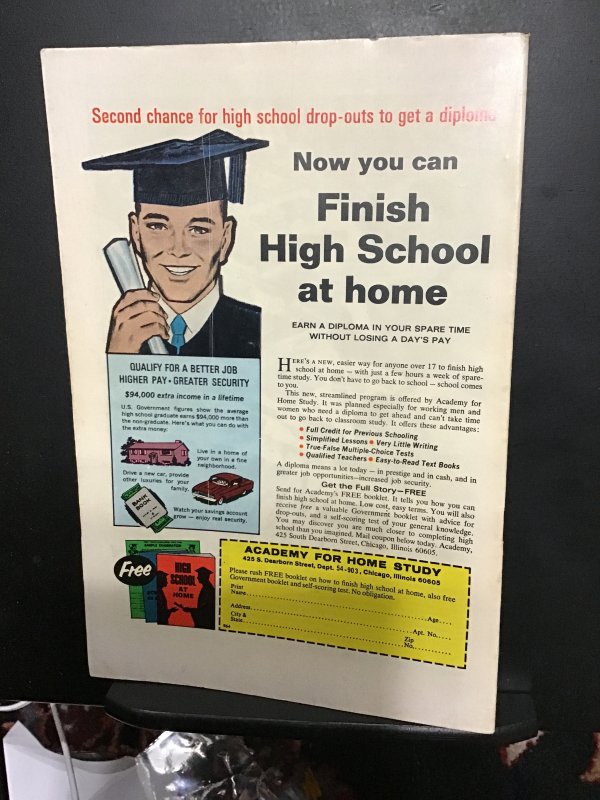 Second chance for high school drop-outs to get a diploma
Now you can
Finish
High School
at home
EARN A DIPLOMA IN YOUR SPARE TIME
WITHOUT LOSING A DAY'S PAY
QUALIFY FOR A BETTER JOB
HIGHER PAY • GREATER SECURITY
$94,000 extra income in a lifetime
U.S. Government figures show the average
high school graduate earns $94,000 more than
the non-graduate. Here's what you can do with
the extra money:
Live in a home of
your own in a fine
neighborhood.
Drive a new car, provide
other luxuries for your
family.
BANK
BOOK
Watch your savings account
grow — enjoy real security.
HERE'S A NEW, easier way for anyone over 17 to finish high
school at home — with just a few hours a week of spare-
time study. You don't have to go back to school — school comes
to you.
This new, streamlined program is offered by Academy for
Home Study. It was planned especially for working men and
women who need a diploma to get ahead and can't take time
out to go back to classroom study. It offers these advantages:
• Full Credit for Previous Schooling
• Simplified Lessons • Very Little Writing
• True-False Multiple-Choice Tests
• Qualified Teachers • Easy-to-Read Text Books
A diploma means a lot today – in prestige and in cash, and in
greater job opportunities–increased job security.
Get the Full Story—FREE
Send for Academy's FREE booklet. It tells you how you can
finish high school at home. Low cost, easy terms. You will also
receive free a valuable Government booklet with advice for
drop-outs, and a self-scoring test of your general knowledge.
You may discover you are much closer to completing high
school than you imagined. Mail coupon below today. Academy,
425 South Dearborn Street, Chicago, Illinois 60605.
Free
SAMPLE EXAMINATION
HIGH
SCHOOL
AT
HOME
ACADEMY FOR HOME STUDY
425 S. Dearborn Street, Dept. 54-903, Chicago, Illinois 60605
Please rush FREE booklet on how to finish high school at home, also free
Government booklet and self-scoring test. No obligation.
Print
Name..........Age....
Address..........Apt. No....
City &
State..........Zip
No..........